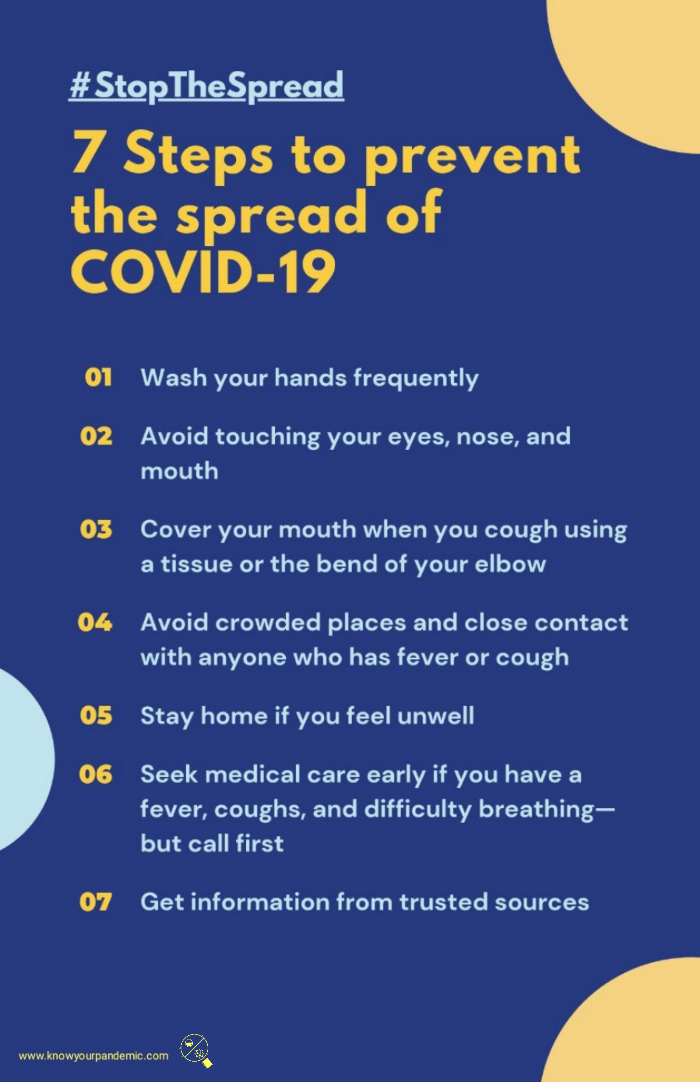 #StopTheSpread
7 Steps to prevent
the spread of
COVID-19
01 Wash your hands frequently
02 Avoid touching your eyes, nose, and
mouth
03 Cover your mouth when you cough using
a tissue or the bend of your elbow
04 Avoid crowded places and close contact
with anyone who has fever or cough
05 Stay home if you feel unwell
06 Seek medical care early if you have a
fever, coughs, and difficulty breathing—
but call first
07 Get information from trusted sources
www.knowyourpandemic.com